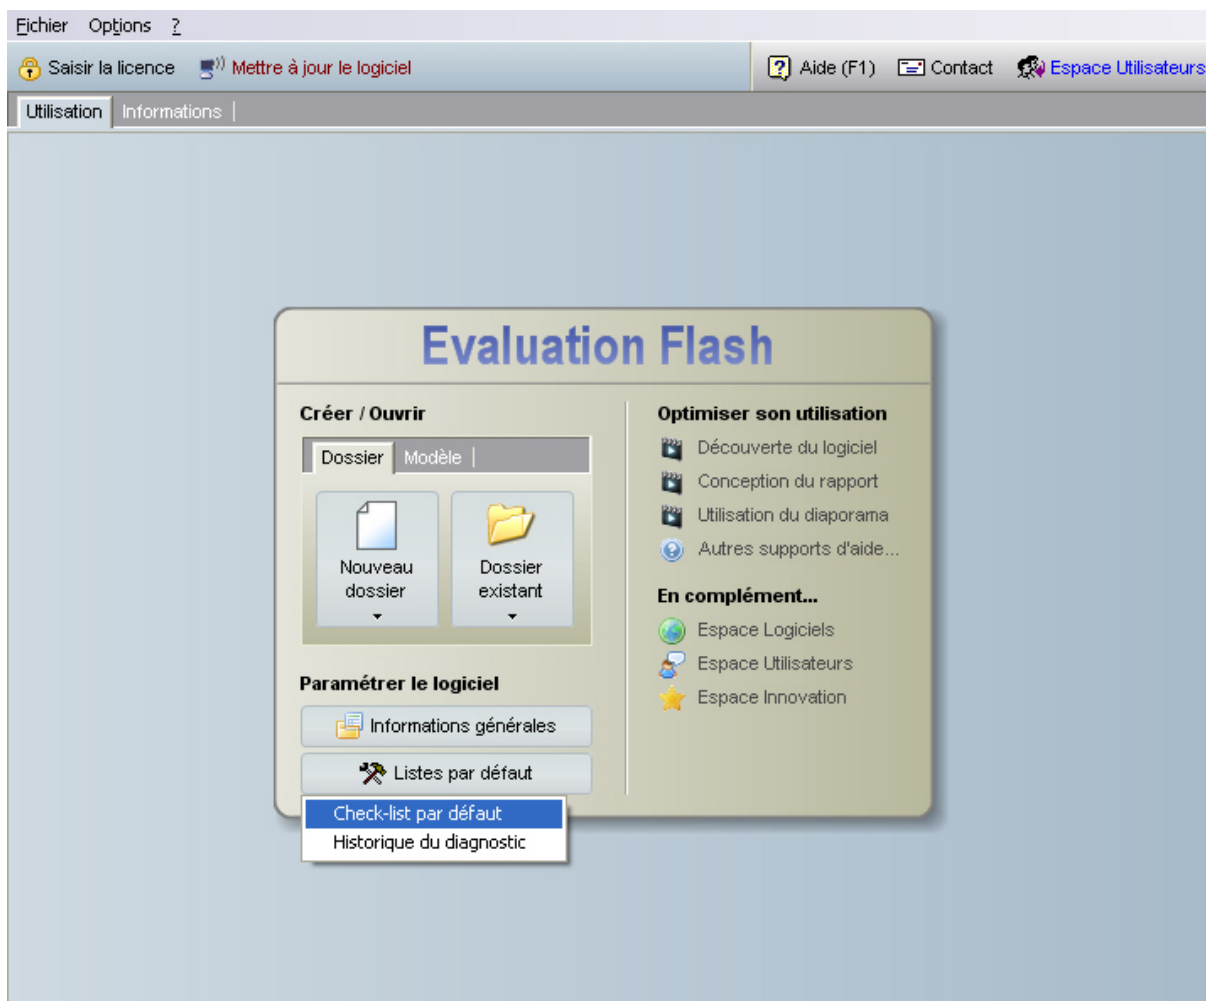 Fichier Options ?
Saisir la licence Mettre à jour le logiciel Aide (F1) Contact Espace Utilisateurs
Utilisation Informations
Evaluation Flash
Créer / Ouvrir
Dossier Modèle
Nouveau
dossier
Dossier
existant
Paramétrer le logiciel
Informations générales
Listes par défaut
Check-list par défaut
Historique du diagnostic
Optimiser son utilisation
Découverte du logiciel
Conception du rapport
Utilisation du diaporama
Autres supports d'aide...
En complément...
Espace Logiciels
Espace Utilisateurs
Espace Innovation